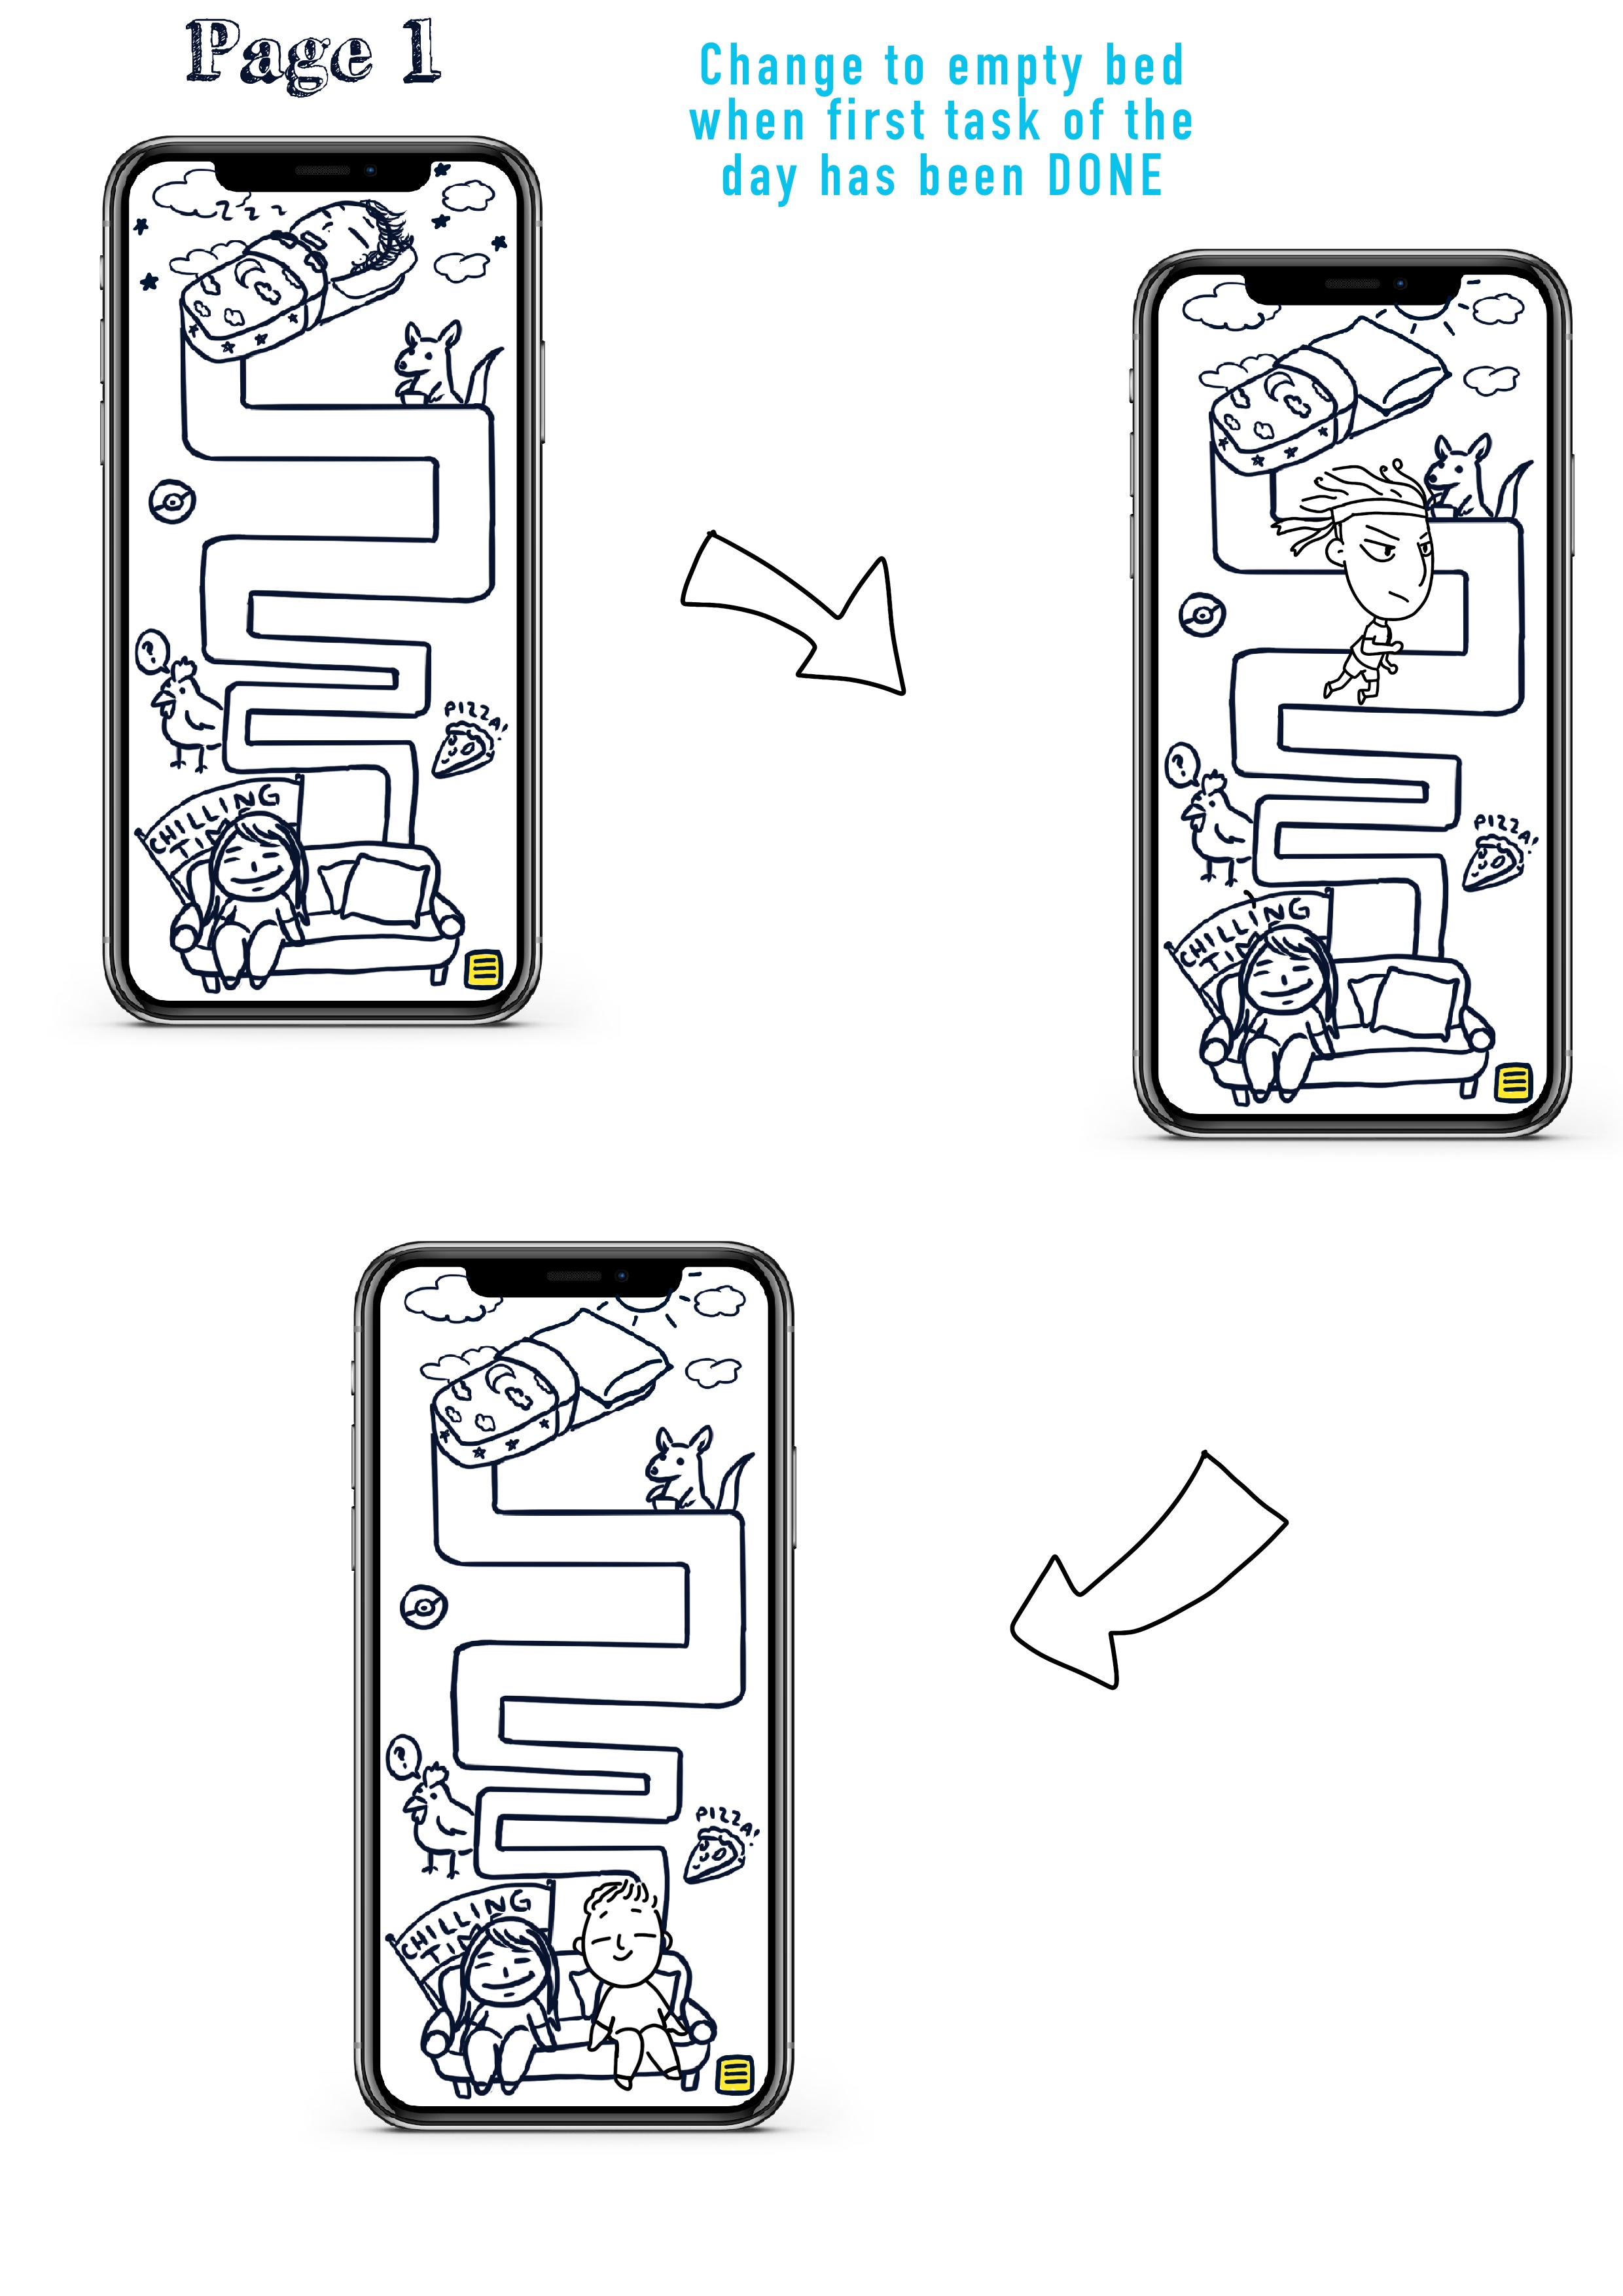 Page 1
Change to empty bed
when first task of the
day has been DONE
z z z z
?
PIZZA!
CHILLING
TI
?
PIZZA!
CHILLING
TI
?
PIZZA!
CHILLING
TI